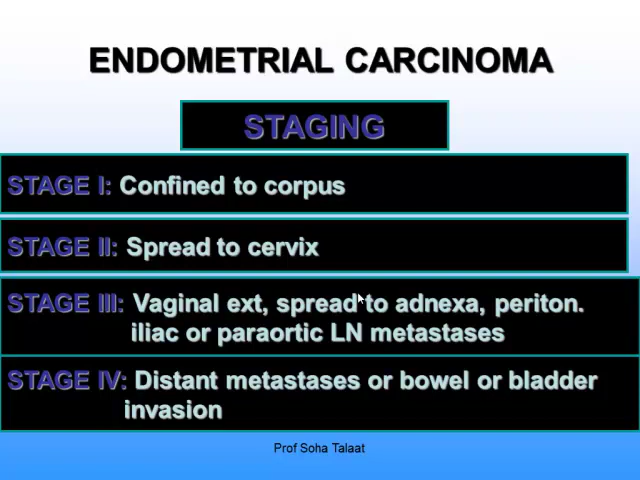 ENDOMETRIAL CARCINOMA
STAGING
STAGE I: Confined to corpus
STAGE II: Spread to cervix
STAGE III: Vaginal ext, spread to adnexa, periton.
iliac or paraortic LN metastases
STAGE IV: Distant metastases or bowel or bladder
invasion
Prof Soha Talaat